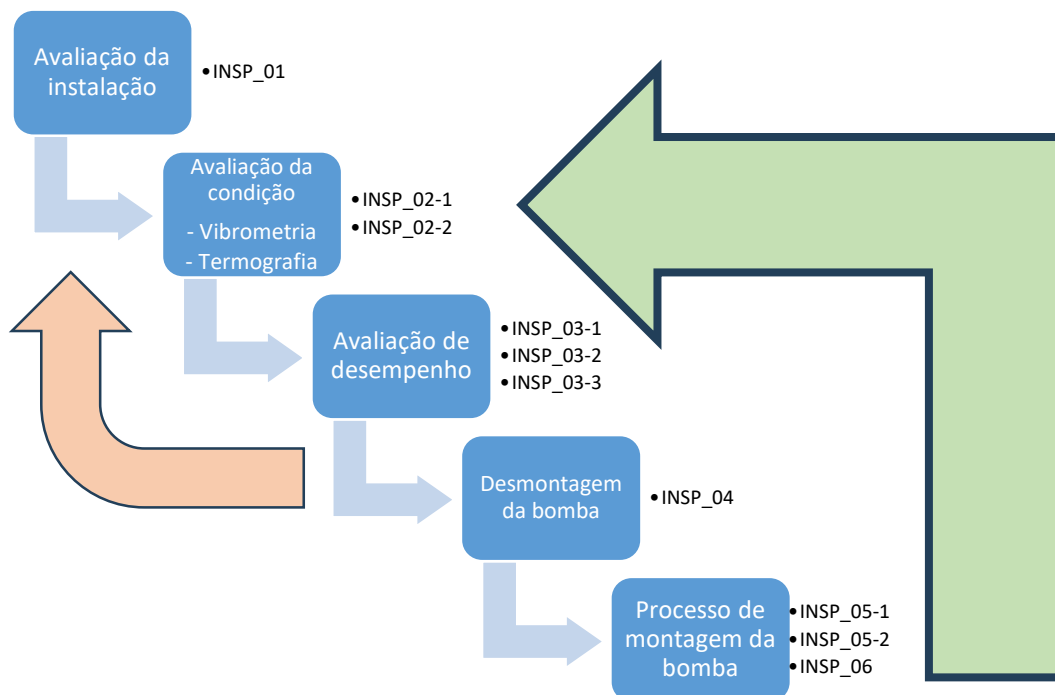 Avaliação da
instalação
•INSP_01
Avaliação da
condição
- Vibrometria
- Termografia
•INSP_02-1
•INSP_02-2
Avaliação de
desempenho
•INSP_03-1
•INSP_03-2
•INSP_03-3
Desmontagem
da bomba
•INSP_04
Processo de
montagem da
bomba
•INSP_05-1
•INSP_05-2
•INSP_06